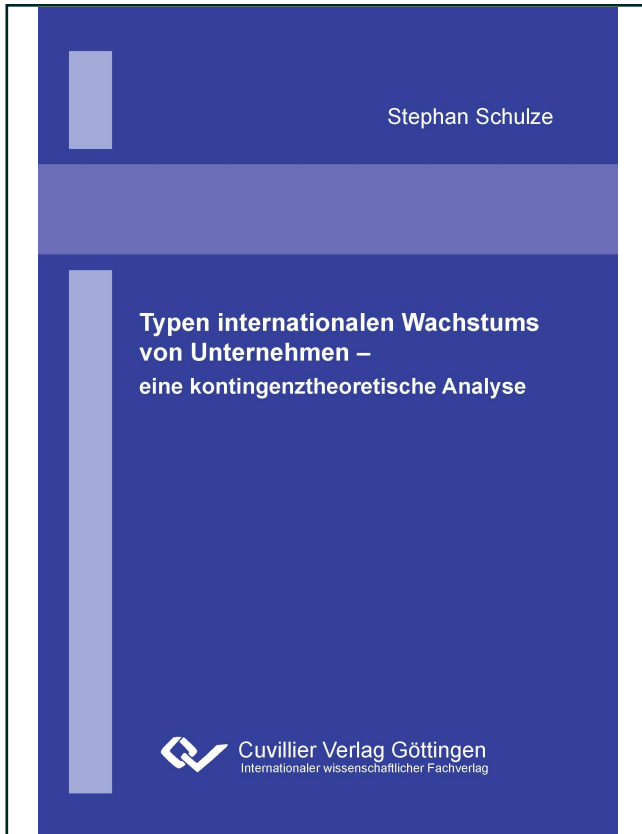 Stephan Schulze
Typen internationalen Wachstums
von Unternehmen –
eine kontingenztheoretische Analyse
Cuvillier Verlag Göttingen
Internationaler wissenschaftlicher Fachverlag